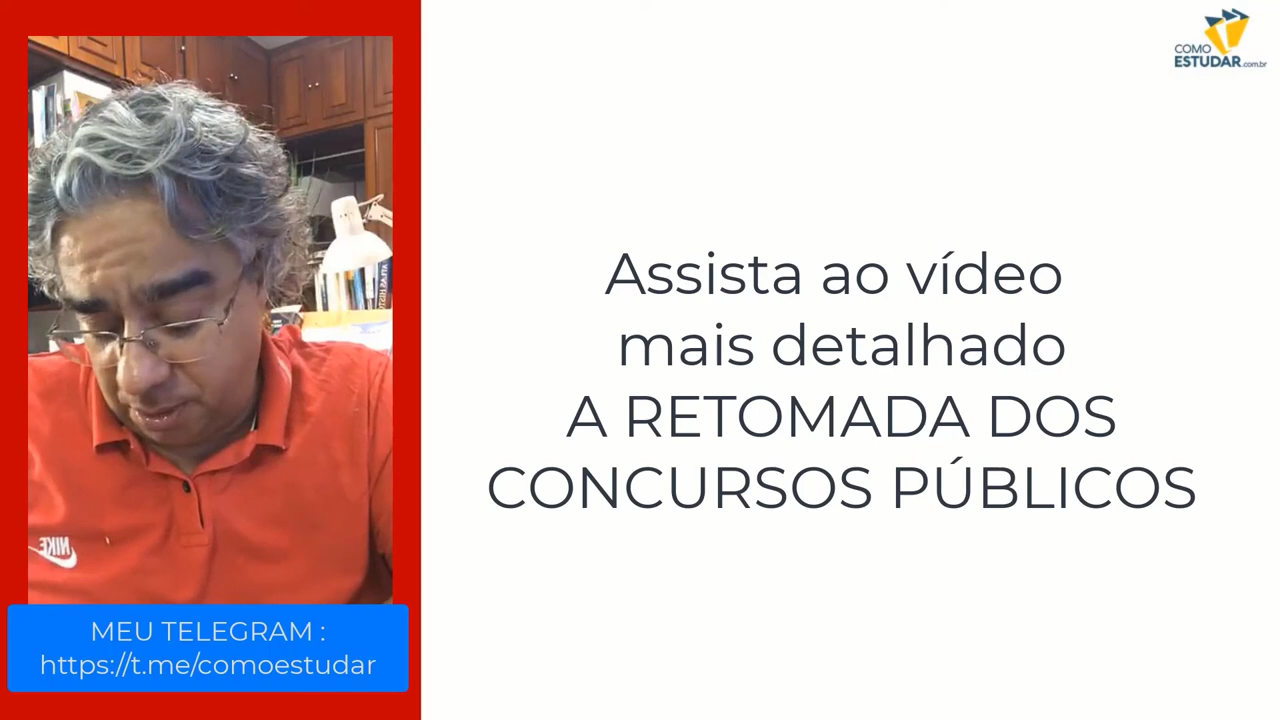 COMO
ESTUDAR.com.br
Assista ao vídeo
mais detalhado
A RETOMADA DOS
CONCURSOS PÚBLICOS
NIKE
MEU TELEGRAM :
https://t.me/comoestudar